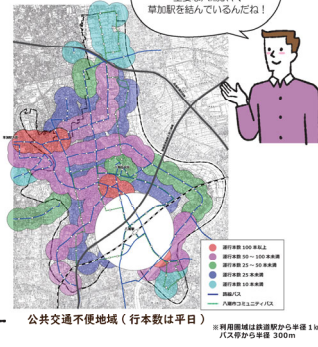 草加駅を結んでいるんだね！
運行本数 100 本以上
運行本数 50 〜 100 本未満
運行本数 25 〜 50 本未満
運行本数 25 本未満
運行本数 10 本未満
路線バス
八潮市コミュニティバス
公共交通不便地域 ( 行本数は平日 )
※利用圏域は鉄道駅から半径 1 k
バス停から半径 300m